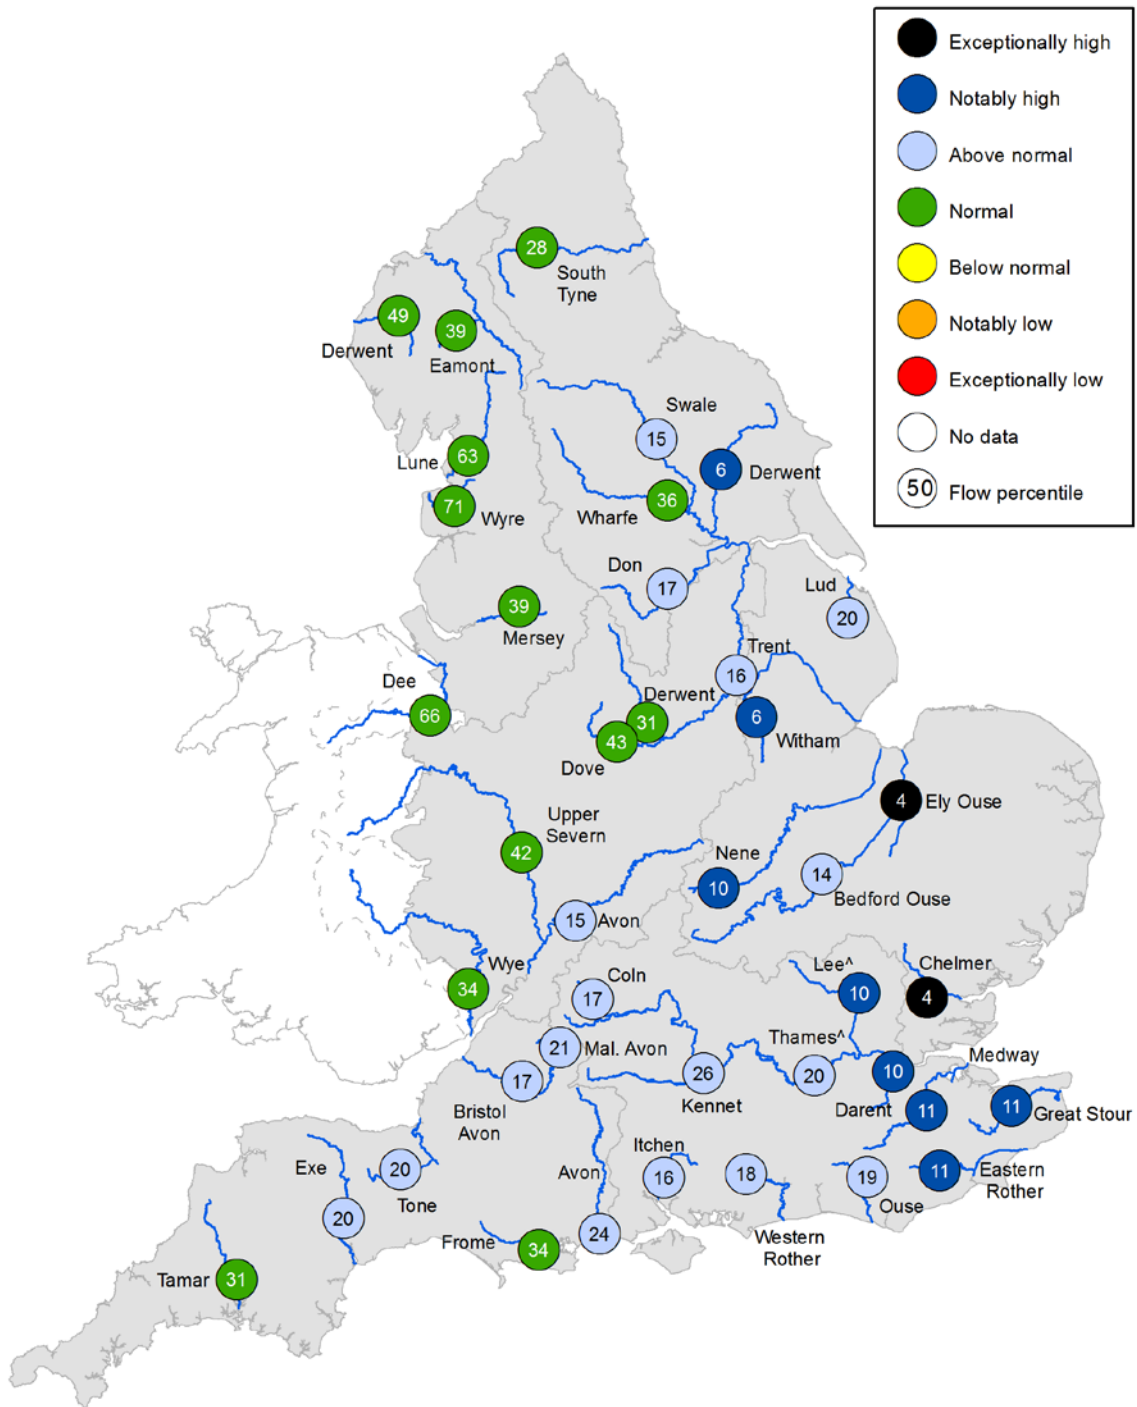 Exceptionally high
Notably high
Above normal
Normal
Below normal
Notably low
Exceptionally low
No data
50 Flow percentile
28
South
Tyne
49
Derwent
39
Eamont
Swale
15
6
Derwent
Lune
63
71
Wyre
36
Wharfe
Don
17
Lud
20
39
Mersey
Trent
16
Dee
66
Derwent
31
43
Dove
6
Witham
4
Ely Ouse
Upper
Severn
42
Nene
10
14
Bedford Ouse
15
Avon
Wye
34
Coln
17
Lee^
10
Chelmer
4
21
Mal. Avon
17
Bristol
Avon
26
Kennet
Thames^
20
10
Darent
Medway
11
11
Great Stour
Exe
20
20
Tone
Avon
24
Itchen
16
18
Western
Rother
19
Ouse
11
Eastern
Rother
Frome
34
Tamar
31